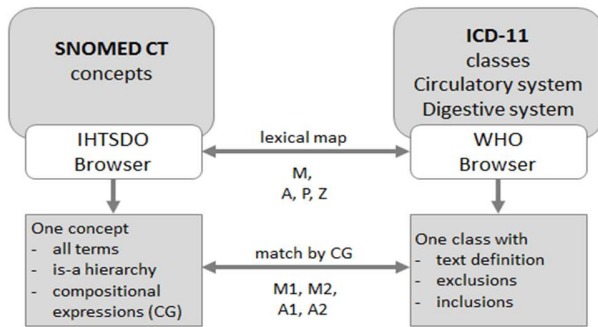 SNOMED CT
concepts
IHTSDO
Browser
ICD-11
classes
Circulatory system
Digestive system
WHO
Browser
lexical map
M,
A, P, Z
One concept
- all terms
- is-a hierarchy
- compositional
expressions (CG)
match by CG
M1, M2,
A1, A2
One class with
- text definition
- exclusions
- inclusions